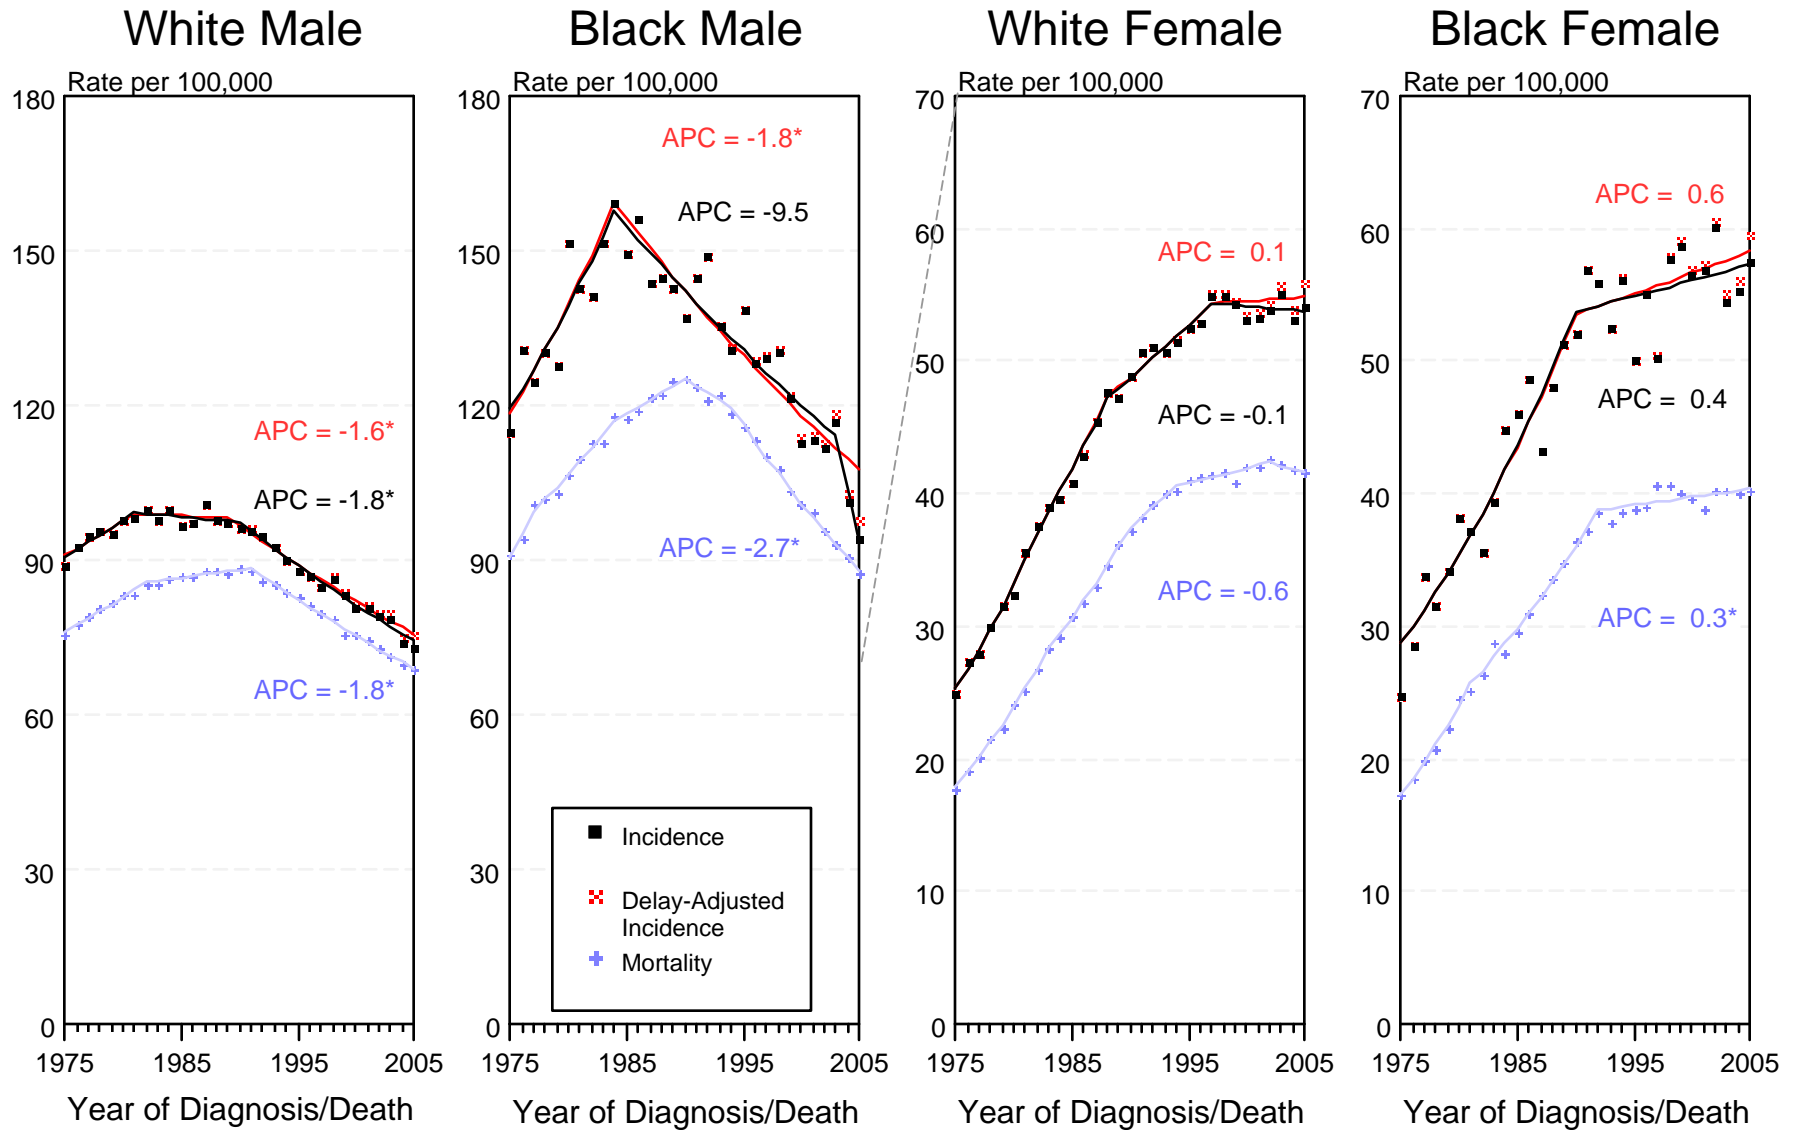 White Male
Black Male
White Female
Black Female
Rate per 100,000
180
150
120
90
60
30
0
APC = -1.6*
APC = -1.8*
APC = -1.8*
1975 1985 1995 2005
Year of Diagnosis/Death
Rate per 100,000
180
150
120
90
60
30
0
APC = -1.8*
APC = -9.5
APC = -2.7*
Incidence
Delay-Adjusted
Incidence
Mortality
1975 1985 1995 2005
Year of Diagnosis/Death
Rate per 100,000
70
60
50
40
30
20
10
0
APC = 0.1
APC = -0.1
APC = -0.6
1975 1985 1995 2005
Year of Diagnosis/Death
Rate per 100,000
70
60
50
40
30
20
10
0
APC = 0.6
APC = 0.4
APC = 0.3*
1975 1985 1995 2005
Year of Diagnosis/Death